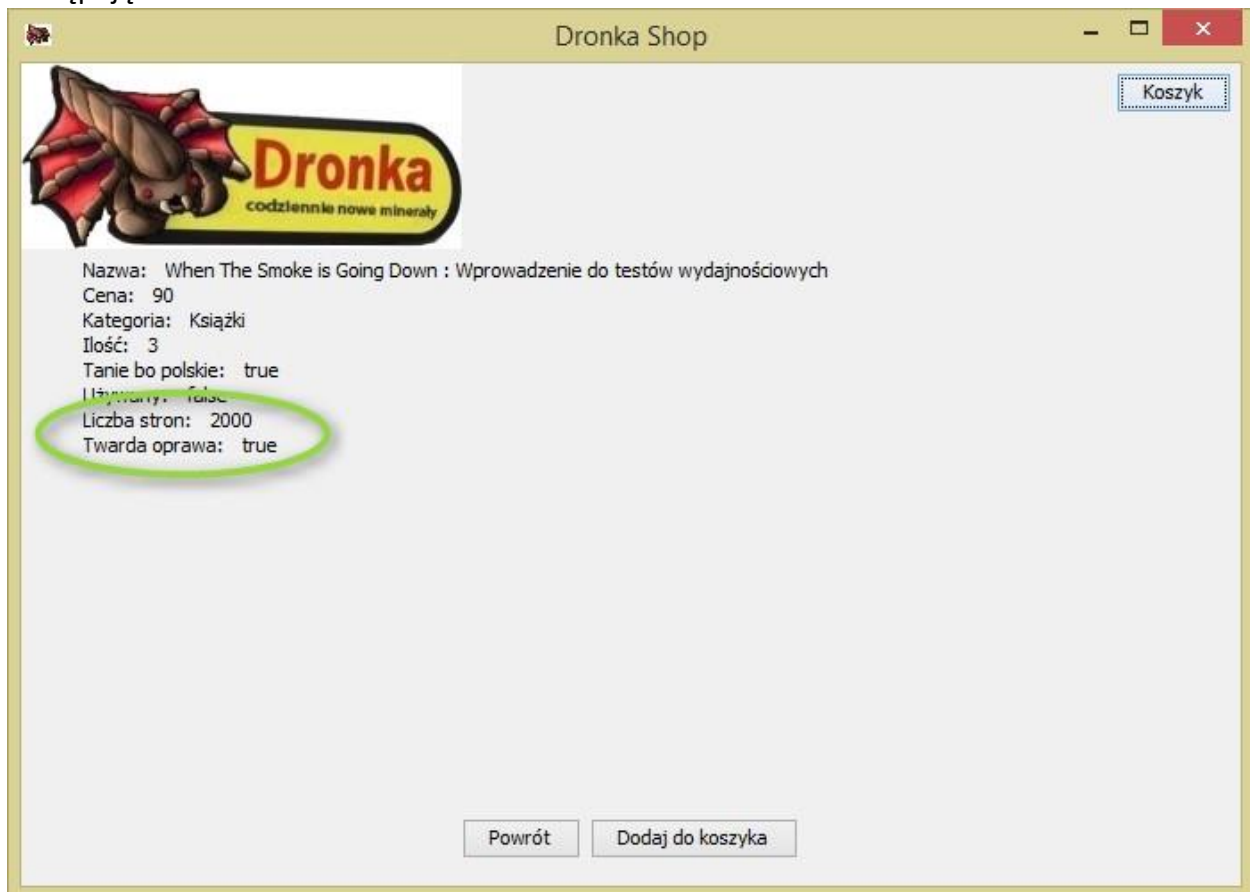 Dronka Shop
Koszyk
Dronka
codziennie nowe minerały
Nazwa: When The Smoke is Going Down : Wprowadzenie do testów wydajnościowych
Cena: 90
Kategoria: Książki
Ilość: 3
Tanie bo polskie: true
Używany: false
Liczba stron: 2000
Twarda oprawa: true
Powrót Dodaj do koszyka